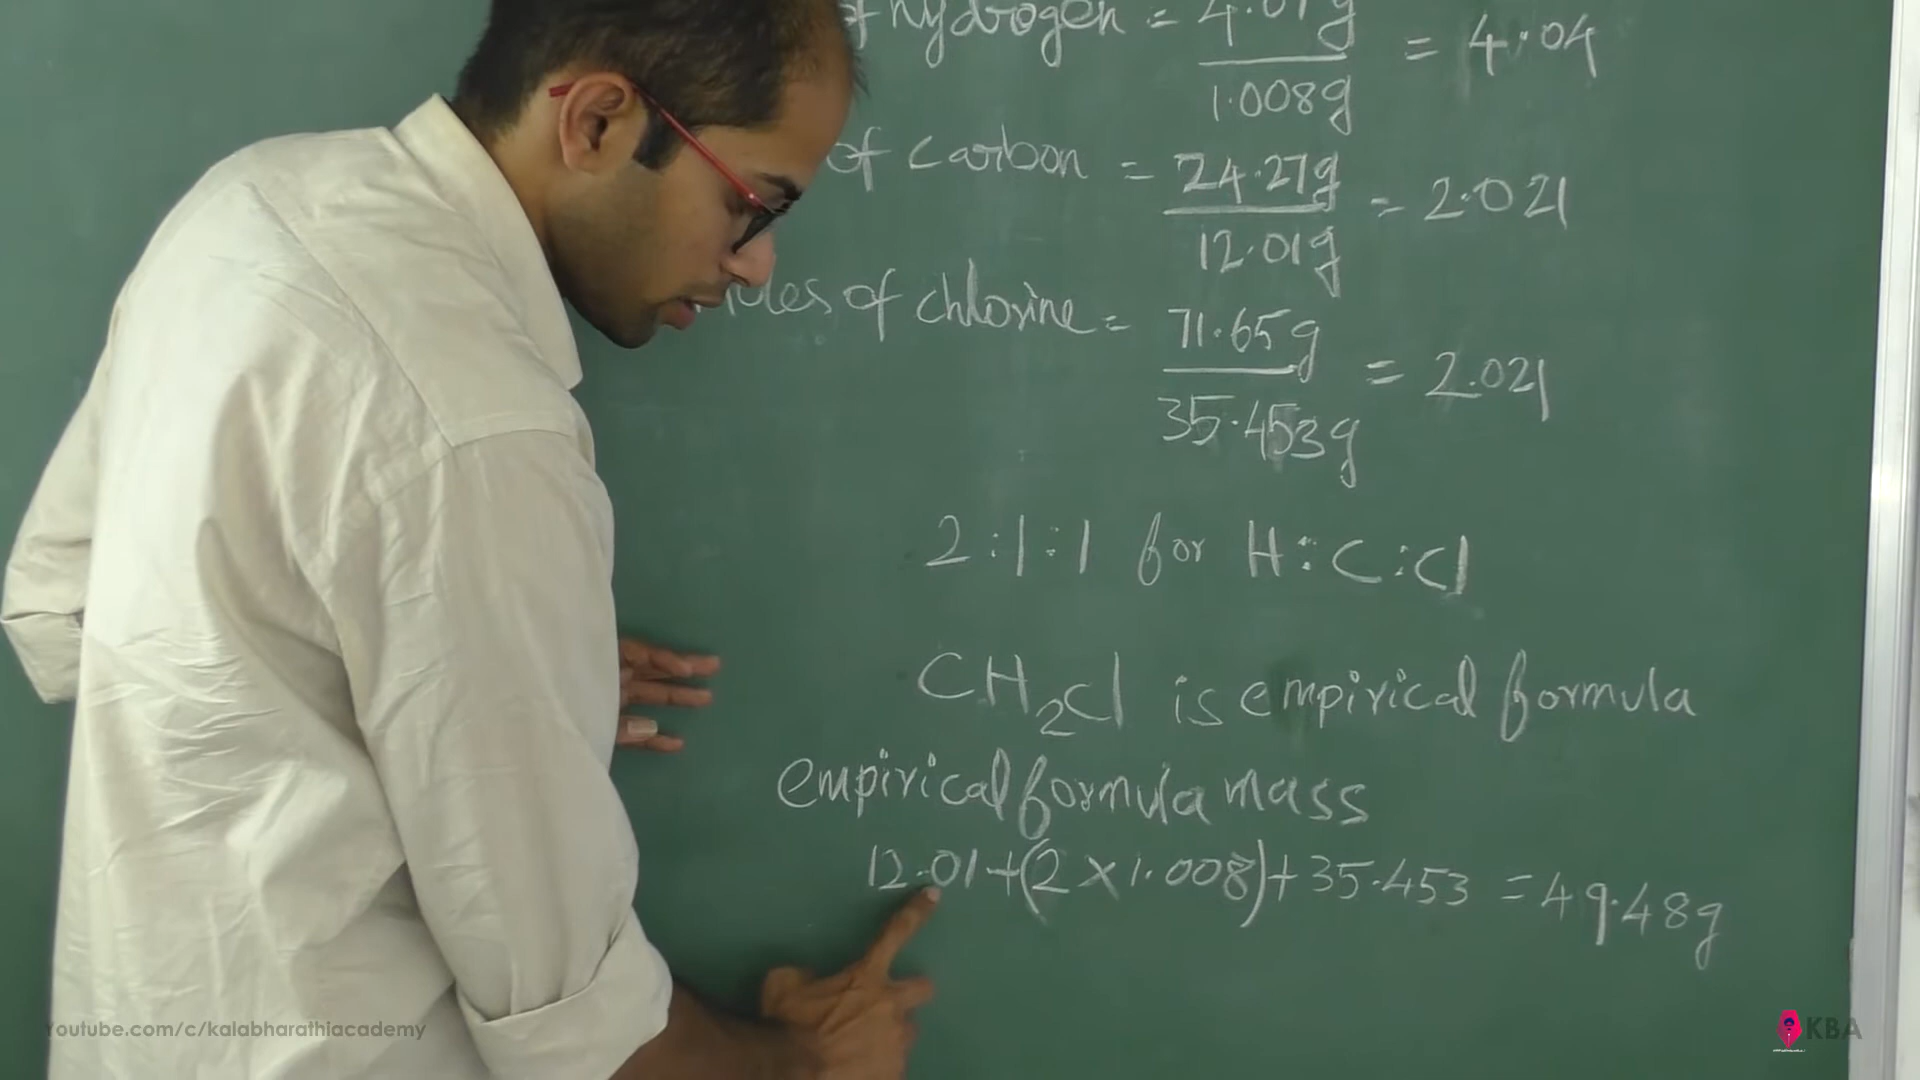 of hydrogen = 4.07g / 1.008g = 4.04
of carbon = 24.27g / 12.01g = 2.021
of chlorine = 71.65g / 35.453g = 2.021
2:1:1 for H:C:Cl
CH2Cl is empirical formula
empirical formula mass
12.01+(2×1.008)+35.453 = 49.48g
Youtube.com/c/kalabharathiacademy
KBA